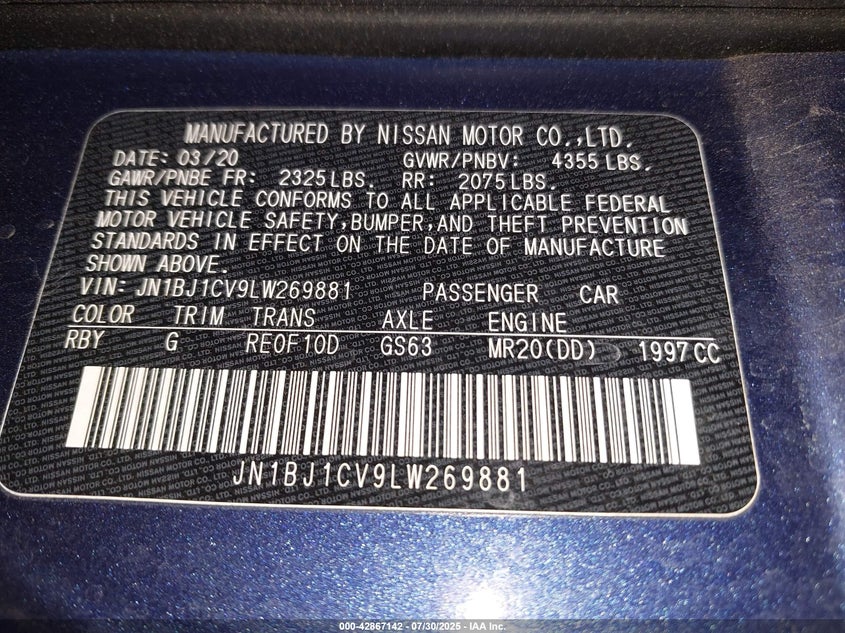 MANUFACTURED BY NISSAN MOTOR CO.,LTD.
DATE: 03/20 GVWR/PNBV: 4355 LBS.
GAWR/PNBE FR: 2325 LBS. RR: 2075 LBS.
THIS VEHICLE CONFORMS TO ALL APPLICABLE FEDERAL
MOTOR VEHICLE SAFETY, BUMPER, AND THEFT PREVENTION
STANDARDS IN EFFECT ON THE DATE OF MANUFACTURE
SHOWN ABOVE.
VIN: JN1BJ1CV9LW269881 PASSENGER CAR
COLOR TRIM TRANS AXLE ENGINE
RBY G RE0F10D GS63 MR20(DD) 1997 CC
JN1BJ1CV9LW269881
000-42867142 - 07/30/2025 - IAA Inc.